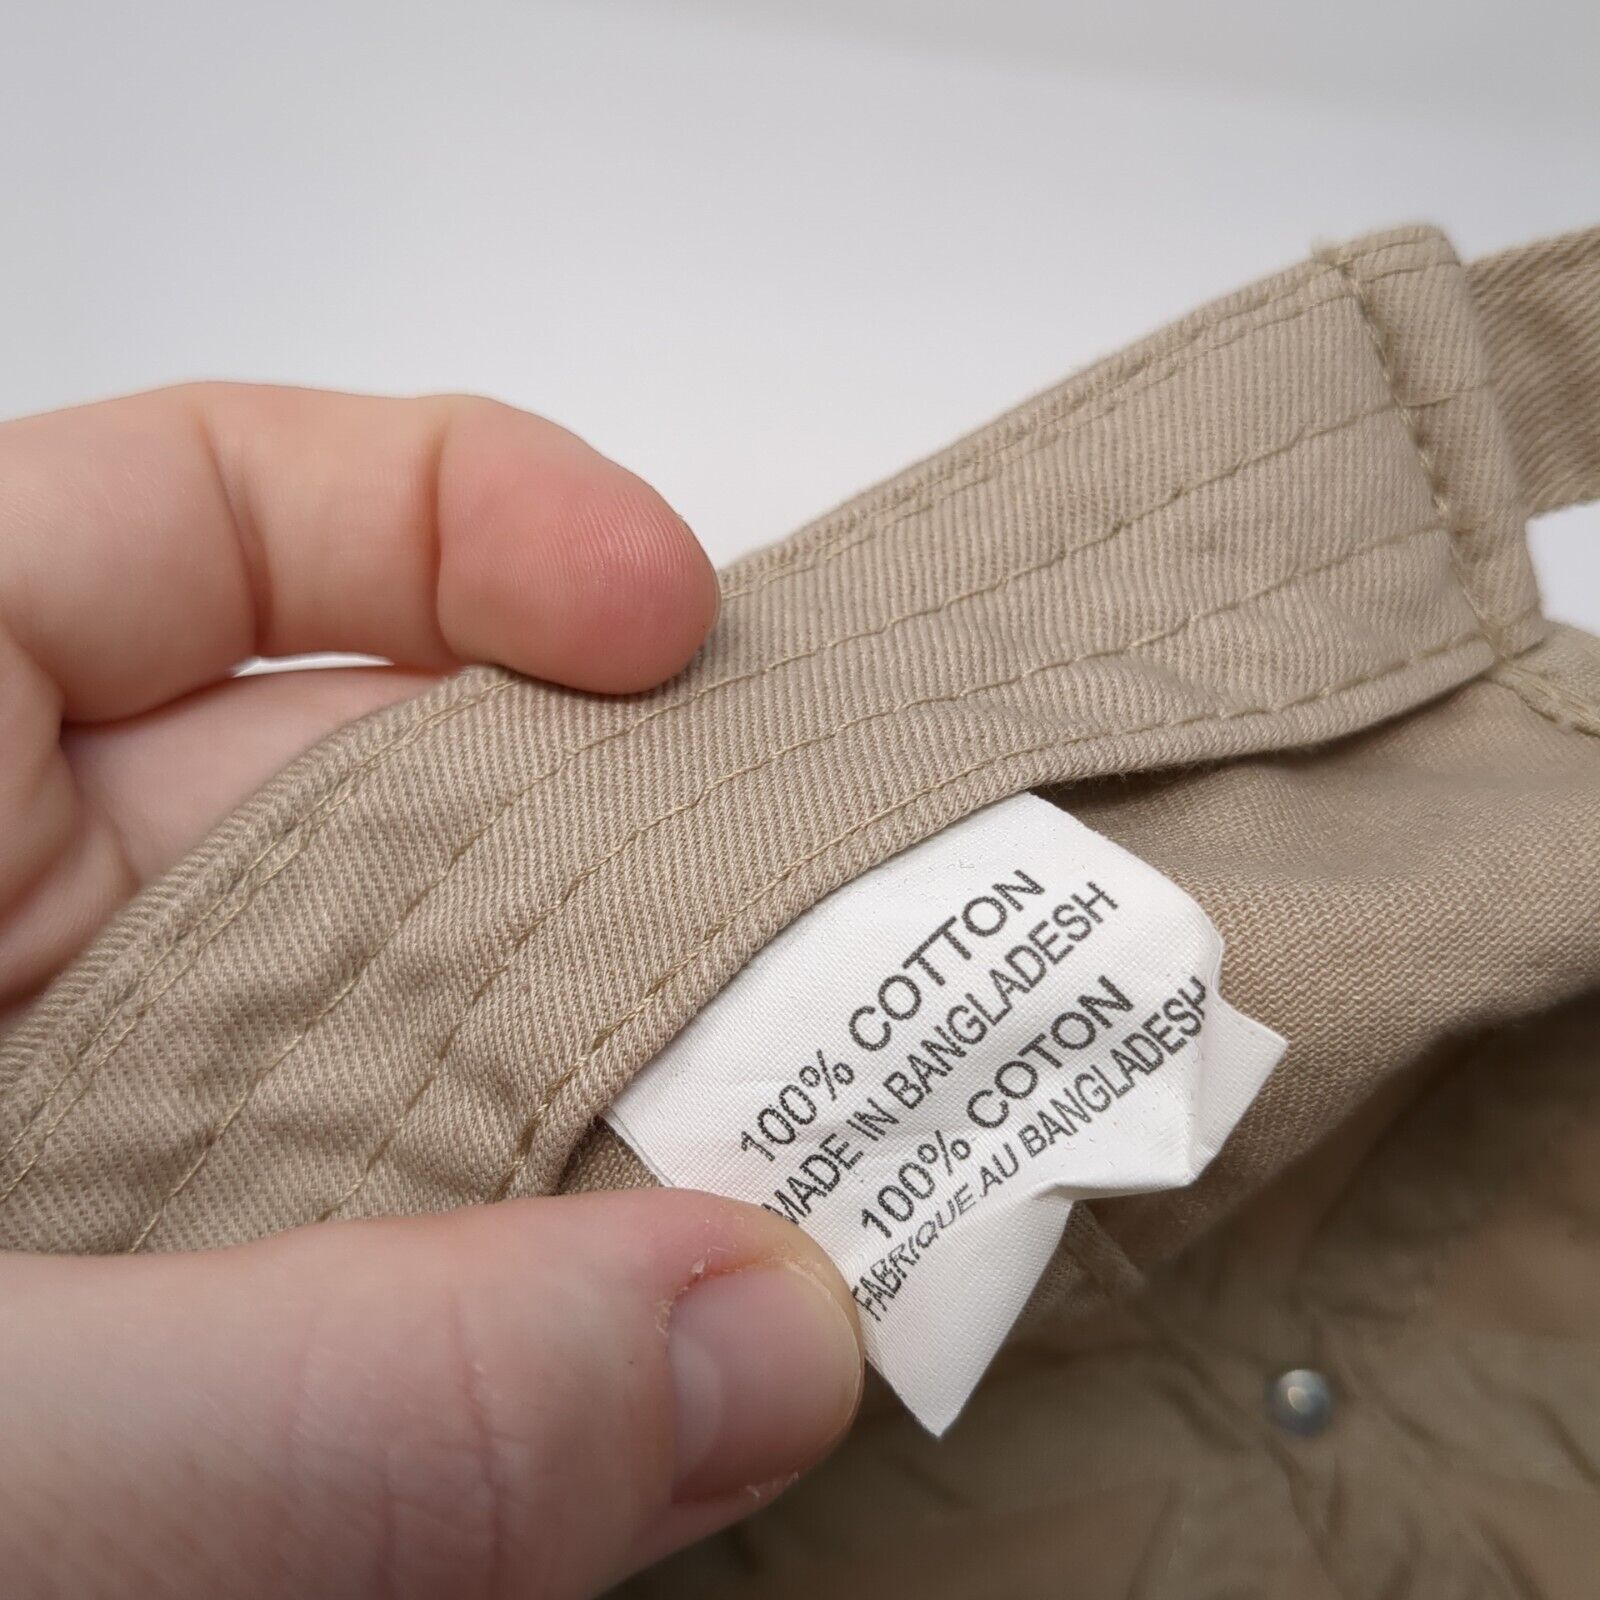 100% COTTON
MADE IN BANGLADESH
100% COTON
FABRIQUE AU BANGLADESH